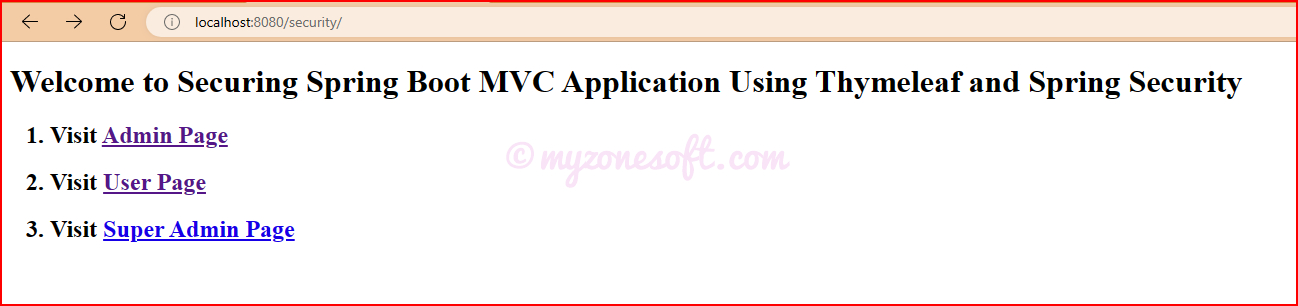 localhost:8080/security/
Welcome to Securing Spring Boot MVC Application Using Thymeleaf and Spring Security
1. Visit Admin Page
© myzonesoft.com
2. Visit User Page
3. Visit Super Admin Page